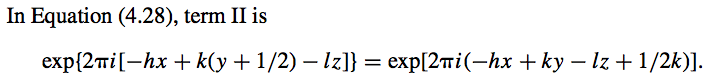 In Equation (4.28), term II is
exp{2πi[−hx + k(y + 1/2) − lz]} = exp[2πi(−hx + ky − lz + 1/2k)].